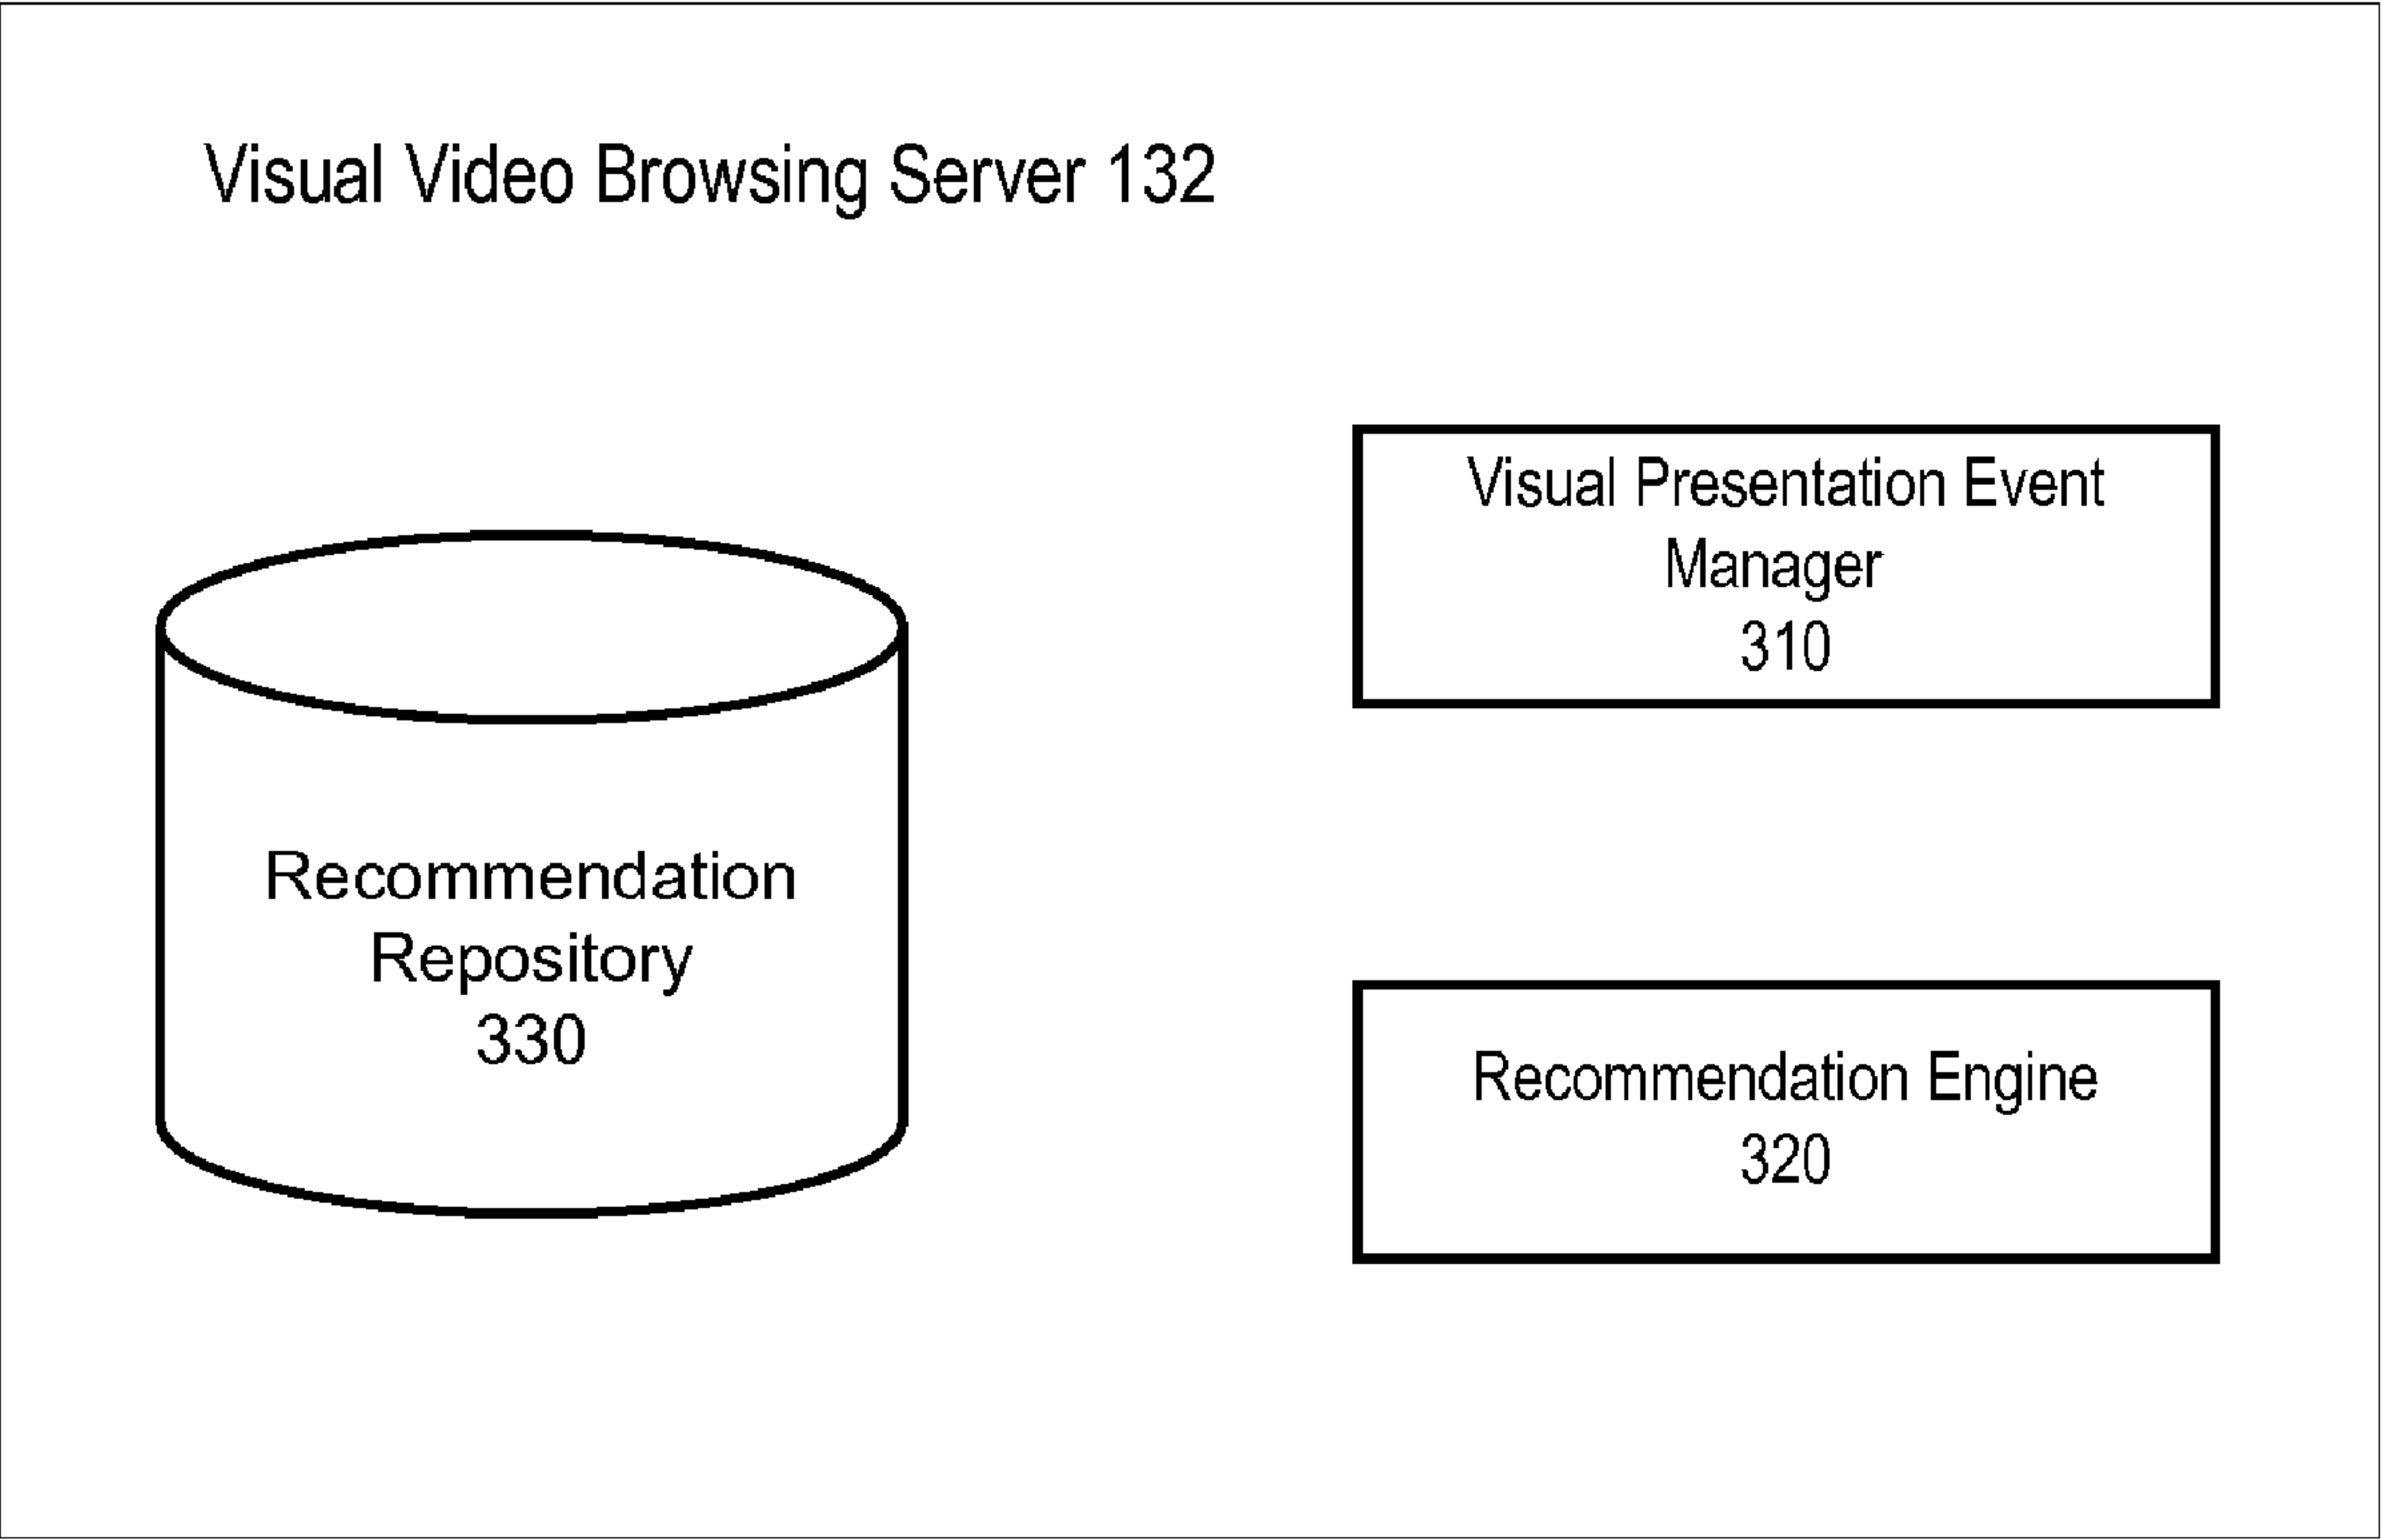 Visual Video Browsing Server 132
Visual Presentation Event
Manager
310
Recommendation
Repository
330
Recommendation Engine
320